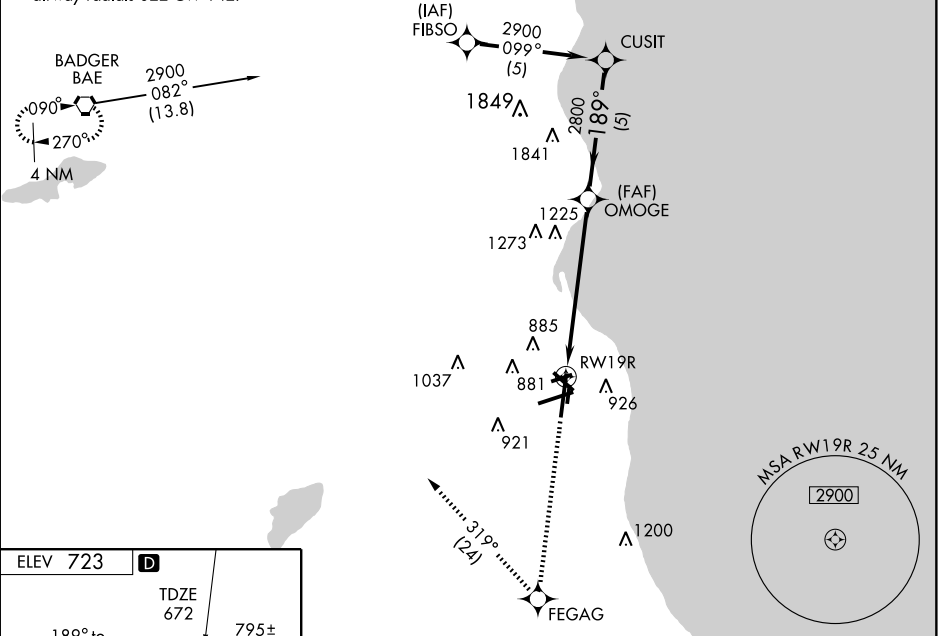 (IAF)
FIBSO
2900
099°
(5)
CUSIT
BADGER
BAE
2900
082°
(13.8)
090°
270°
4 NM
1849
1841
2800
189°
(5)
(FAF)
OMOGE
1225
1273
885
RW19R
1037
881
926
921
MSA RW19R 25 NM
2900
319°
(24)
1200
FEGAG
ELEV 723
D
TDZE
672
189° to
795±